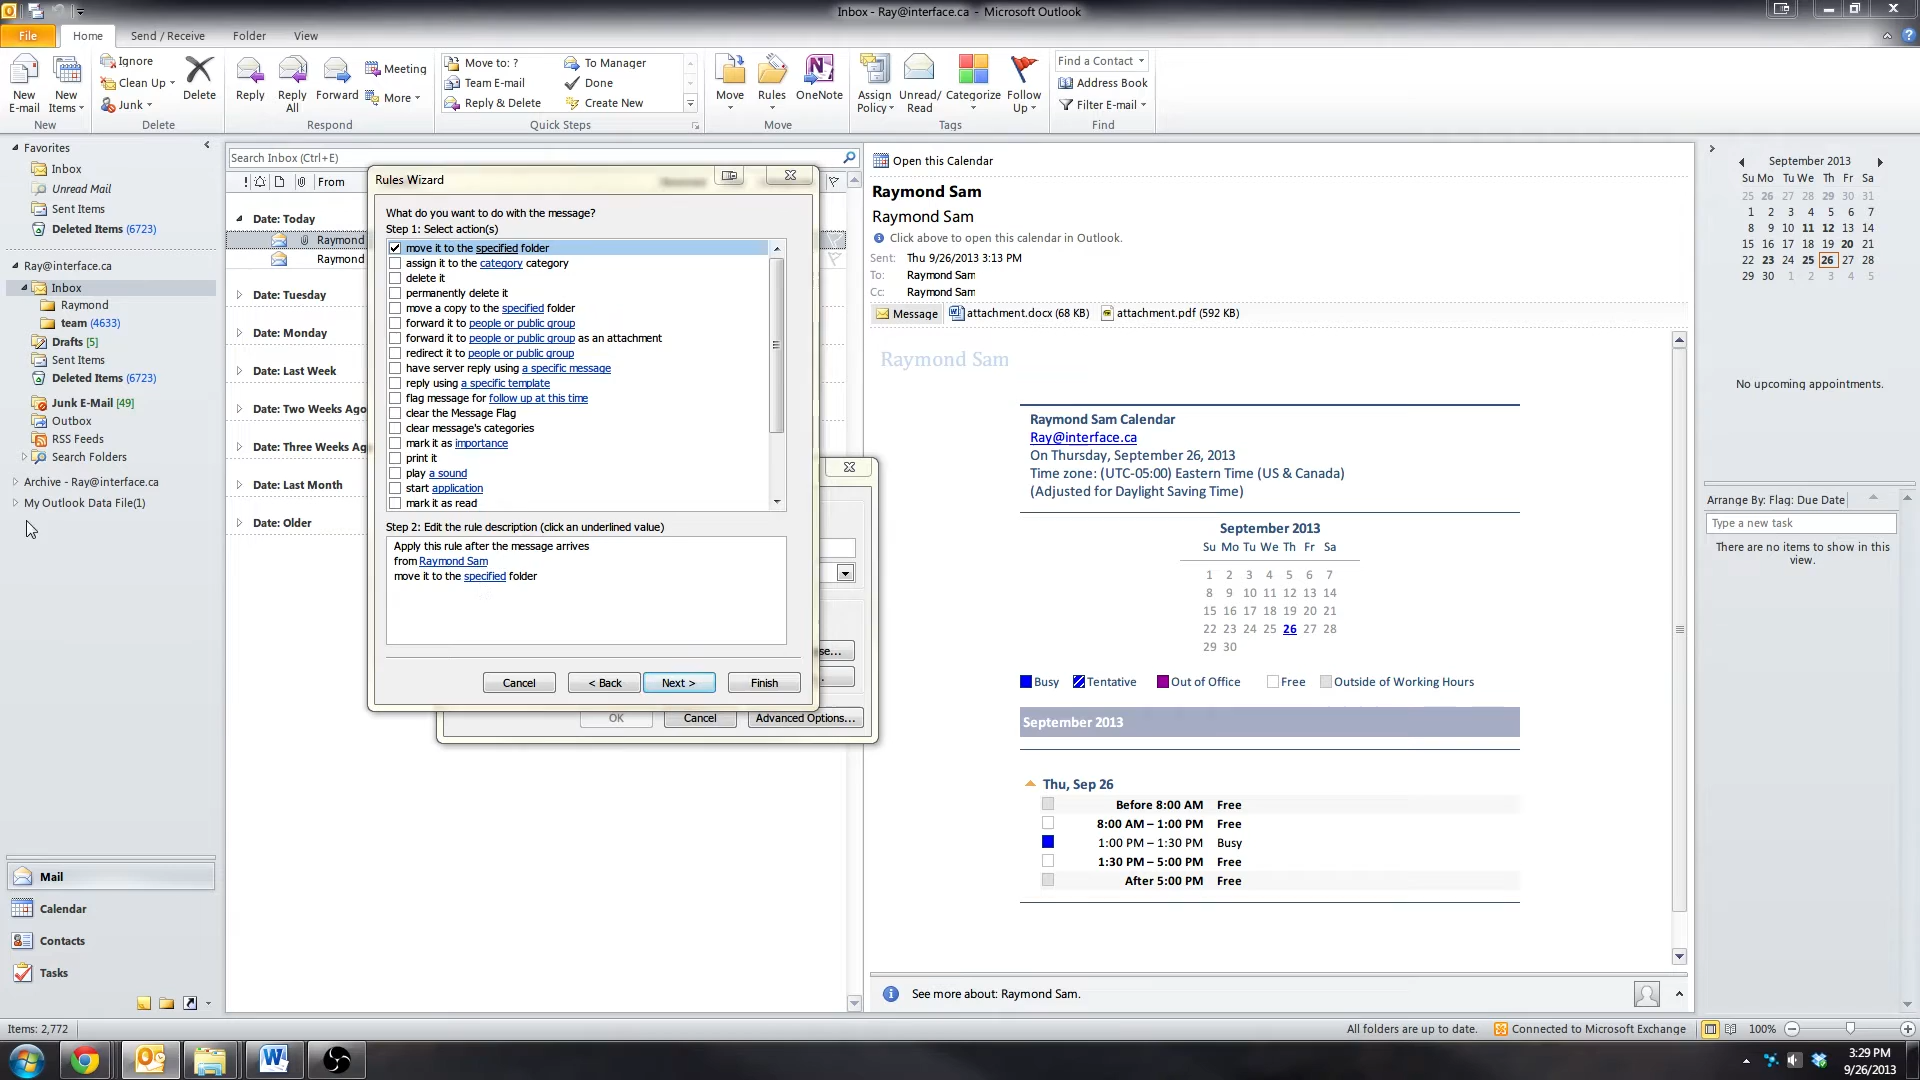 Inbox - Ray@interface.ca - Microsoft Outlook
File Home Send / Receive Folder View
New E-mail
New Items
New
Ignore
Clean Up
Junk
Delete
Delete
Reply
Reply All
Forward
Meeting
More
Respond
Move to: ?
Team E-mail
Reply & Delete
To Manager
Done
Create New
Quick Steps
Move
Rules
OneNote
Move
Assign Policy
Unread/ Read
Categorize
Follow Up
Tags
Find a Contact
Address Book
Filter E-mail
Find
Favorites
Inbox
Unread Mail
Sent Items
Deleted Items (6723)
Ray@interface.ca
Inbox
Raymond
team (4633)
Drafts [5]
Sent Items
Deleted Items (6723)
Junk E-Mail [49]
Outbox
RSS Feeds
Search Folders
Archive - Ray@interface.ca
My Outlook Data File(1)
Mail
Calendar
Contacts
Tasks
Search Inbox (Ctrl+E)
! From
Date: Today
Raymond
Raymond
Date: Tuesday
Date: Monday
Date: Last Week
Date: Two Weeks Ago
Date: Three Weeks Ag
Date: Last Month
Date: Older
Rules Wizard
What do you want to do with the message?
Step 1: Select action(s)
move it to the specified folder
assign it to the category category
delete it
permanently delete it
move a copy to the specified folder
forward it to people or public group
forward it to people or public group as an attachment
redirect it to people or public group
have server reply using a specific message
reply using a specific template
flag message for follow up at this time
clear the Message Flag
clear message's categories
mark it as importance
print it
play a sound
start application
mark it as read
Step 2: Edit the rule description (click an underlined value)
Apply this rule after the message arrives
from Raymond Sam
move it to the specified folder
Cancel < Back Next > Finish
se...
OK Cancel Advanced Options...
Open this Calendar
Raymond Sam
Raymond Sam
Click above to open this calendar in Outlook.
Sent: Thu 9/26/2013 3:13 PM
To: Raymond Sam
Cc: Raymond Sam
Message attachment.docx (68 KB) attachment.pdf (592 KB)
Raymond Sam
Raymond Sam Calendar
Ray@interface.ca
On Thursday, September 26, 2013
Time zone: (UTC-05:00) Eastern Time (US & Canada)
(Adjusted for Daylight Saving Time)
September 2013
Su Mo Tu We Th Fr Sa
1 2 3 4 5 6 7
8 9 10 11 12 13 14
15 16 17 18 19 20 21
22 23 24 25 26 27 28
29 30
Busy Tentative Out of Office Free Outside of Working Hours
September 2013
Thu, Sep 26
Before 8:00 AM Free
8:00 AM – 1:00 PM Free
1:00 PM – 1:30 PM Busy
1:30 PM – 5:00 PM Free
After 5:00 PM Free
See more about: Raymond Sam.
September 2013
Su Mo Tu We Th Fr Sa
25 26 27 28 29 30 31
1 2 3 4 5 6 7
8 9 10 11 12 13 14
15 16 17 18 19 20 21
22 23 24 25 26 27 28
29 30 1 2 3 4 5
No upcoming appointments.
Arrange By: Flag: Due Date
Type a new task
There are no items to show in this
view.
Items: 2,772
All folders are up to date. Connected to Microsoft Exchange 100%
3:29 PM
9/26/2013